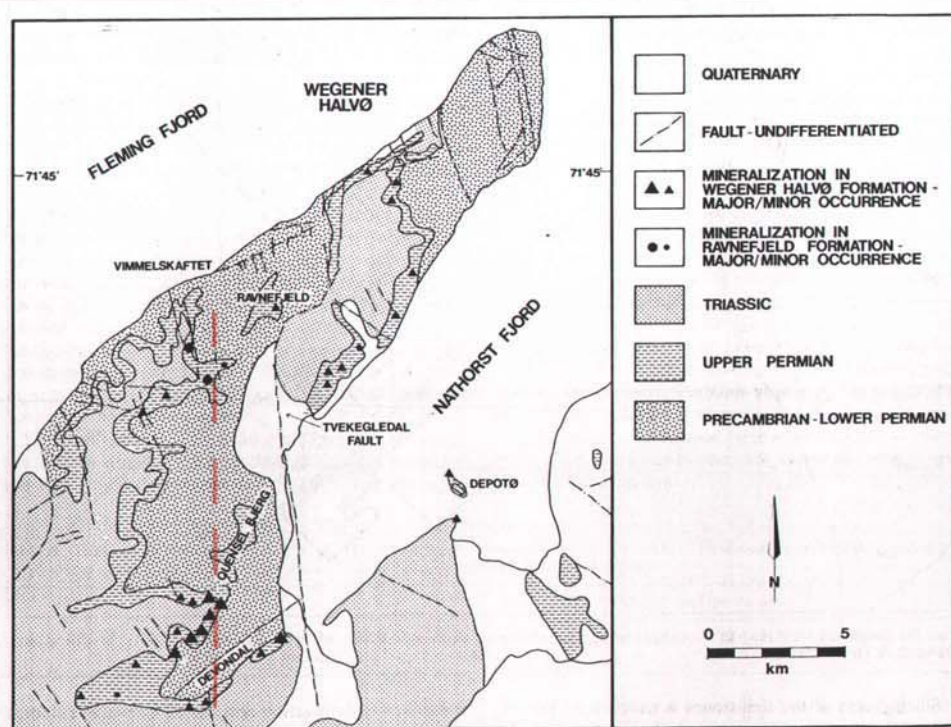 WEGENER
HALVØ
FLEMING FJORD
71°45'
71°45'
VIMMELSKAFTET
RAVNEFJELD
NATHORST FJORD
TVEKEGLEDAL
FAULT
DEPOTØ
QUENSEL BJERG
DEVONDAL
QUATERNARY
FAULT - UNDIFFERENTIATED
MINERALIZATION IN
WEGENER HALVØ FORMATION -
MAJOR/MINOR OCCURRENCE
MINERALIZATION IN
RAVNEFJELD FORMATION -
MAJOR/MINOR OCCURRENCE
TRIASSIC
UPPER PERMIAN
PRECAMBRIAN - LOWER PERMIAN
N
0 5
km